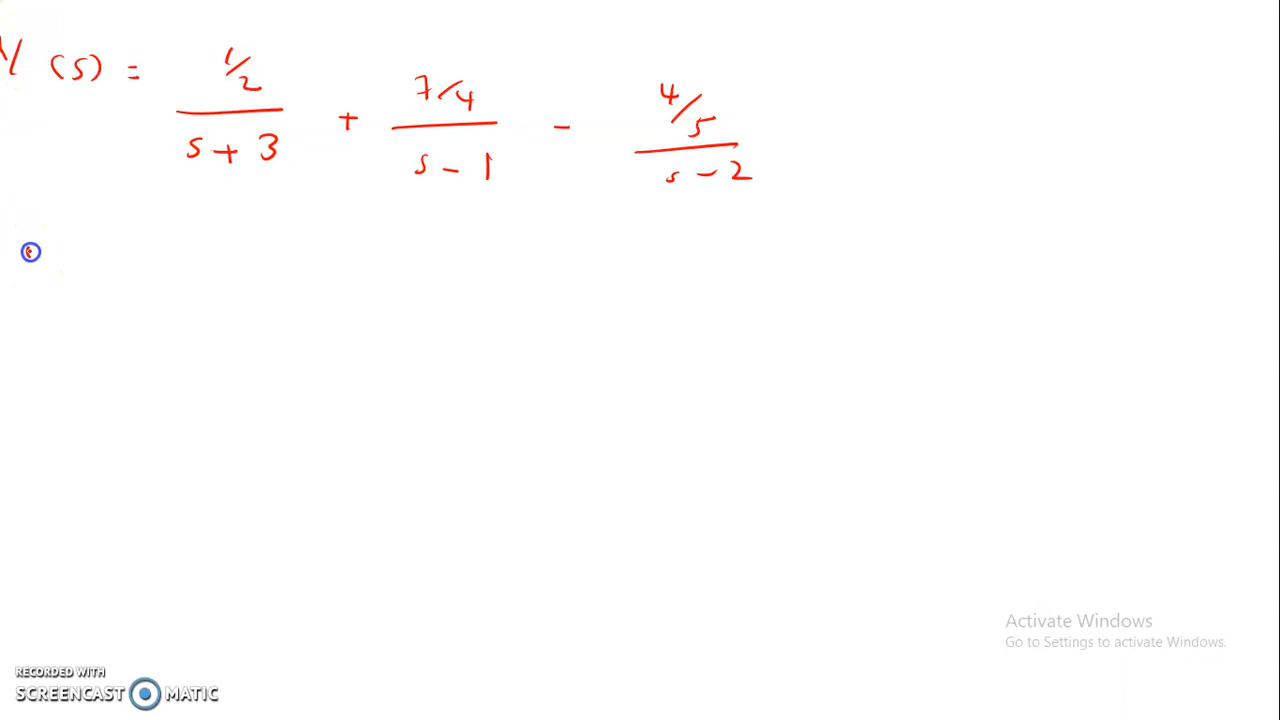 Y(s) = 1/2 / s + 3 + 7/4 / s - 1 - 4/5 / s - 2
Activate Windows
Go to Settings to activate Windows.
RECORDED WITH
SCREENCAST MATIC